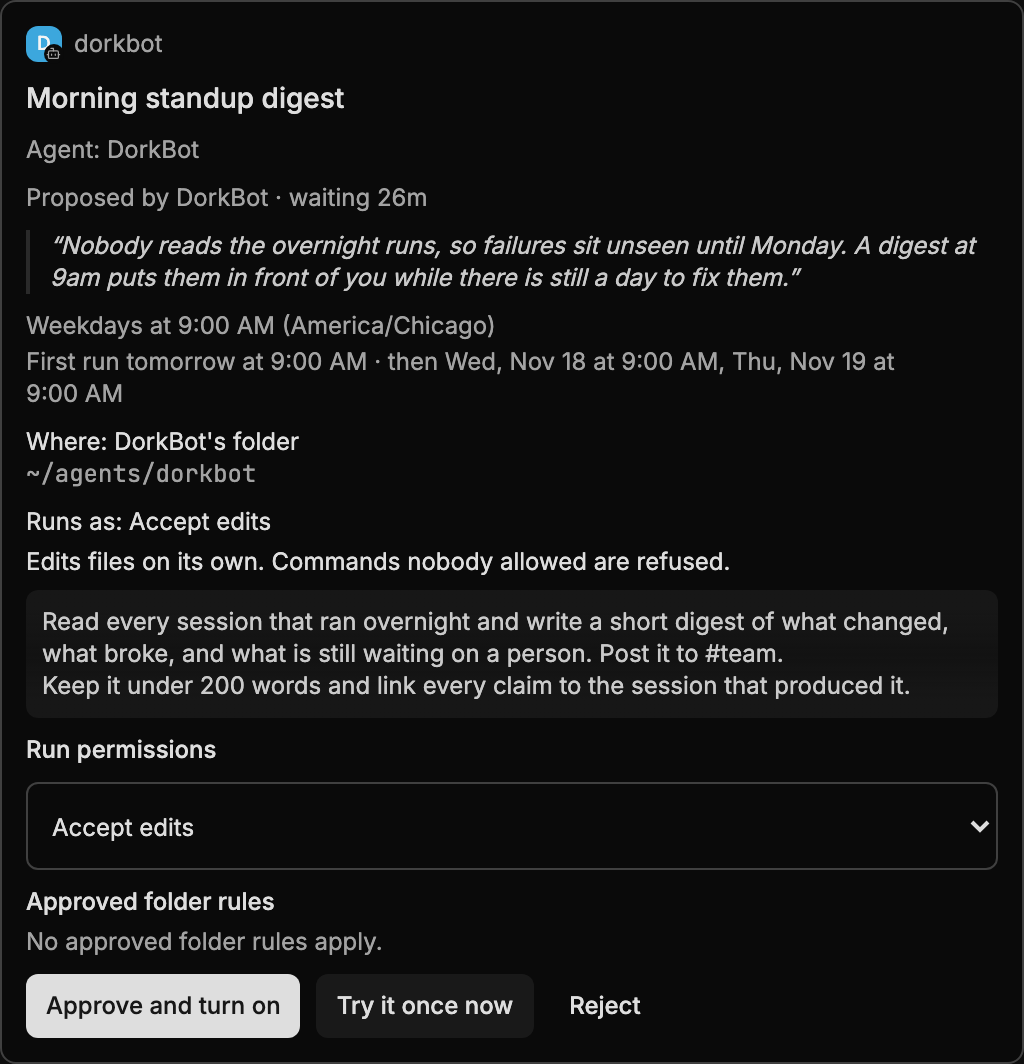 D
dorkbot
Morning standup digest
Agent: DorkBot
Proposed by DorkBot · waiting 26m
“Nobody reads the overnight runs, so failures sit unseen until Monday. A digest at
9am puts them in front of you while there is still a day to fix them.”
Weekdays at 9:00 AM (America/Chicago)
First run tomorrow at 9:00 AM · then Wed, Nov 18 at 9:00 AM, Thu, Nov 19 at
9:00 AM
Where: DorkBot's folder
~/agents/dorkbot
Runs as: Accept edits
Edits files on its own. Commands nobody allowed are refused.
Read every session that ran overnight and write a short digest of what changed,
what broke, and what is still waiting on a person. Post it to #team.
Keep it under 200 words and link every claim to the session that produced it.
Run permissions
Accept edits
Approved folder rules
No approved folder rules apply.
Approve and turn on
Try it once now
Reject